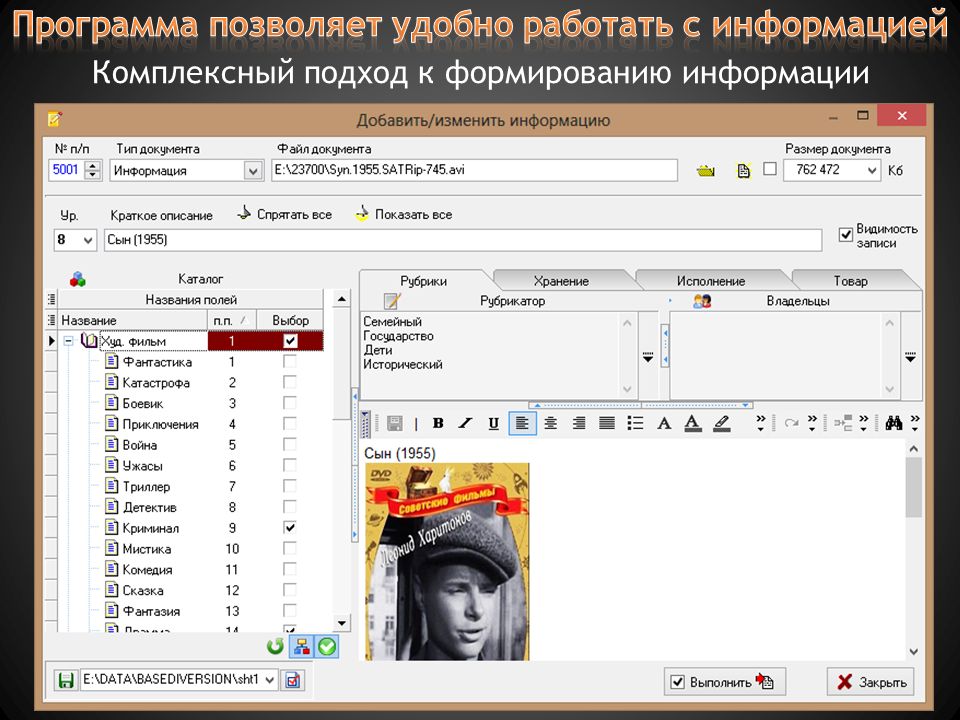 Программа позволяет удобно работать с информацией
Комплексный подход к формированию информации
Добавить/изменить информацию
№ п/п Тип документа Файл документа Размер документа
5001 Информация E:\23700\Syn.1955.SATRip-745.avi 762 472 Кб
Ур. Краткое описание Спрятать все Показать все
8 Сын (1955) Видимость записи
Каталог Рубрики Хранение Исполнение Товар
Названия полей Рубрикатор Владельцы
Название п.п. Выбор
Семейный
Государство
Дети
Исторический
Худ. фильм 1
Фантастика 1
Катастрофа 2
Боевик 3
Приключения 4
Война 5
Ужасы 6
Триллер 7
Детектив 8
Криминал 9
Мистика 10
Комедия 11
Сказка 12
Фантазия 13
Драмма 14
B I U A A
Сын (1955)
DVD
Советские фильмы
Леонид Харитонов
E:\DATA\BASEDIVERSION\sht1 Выполнить Закрыть